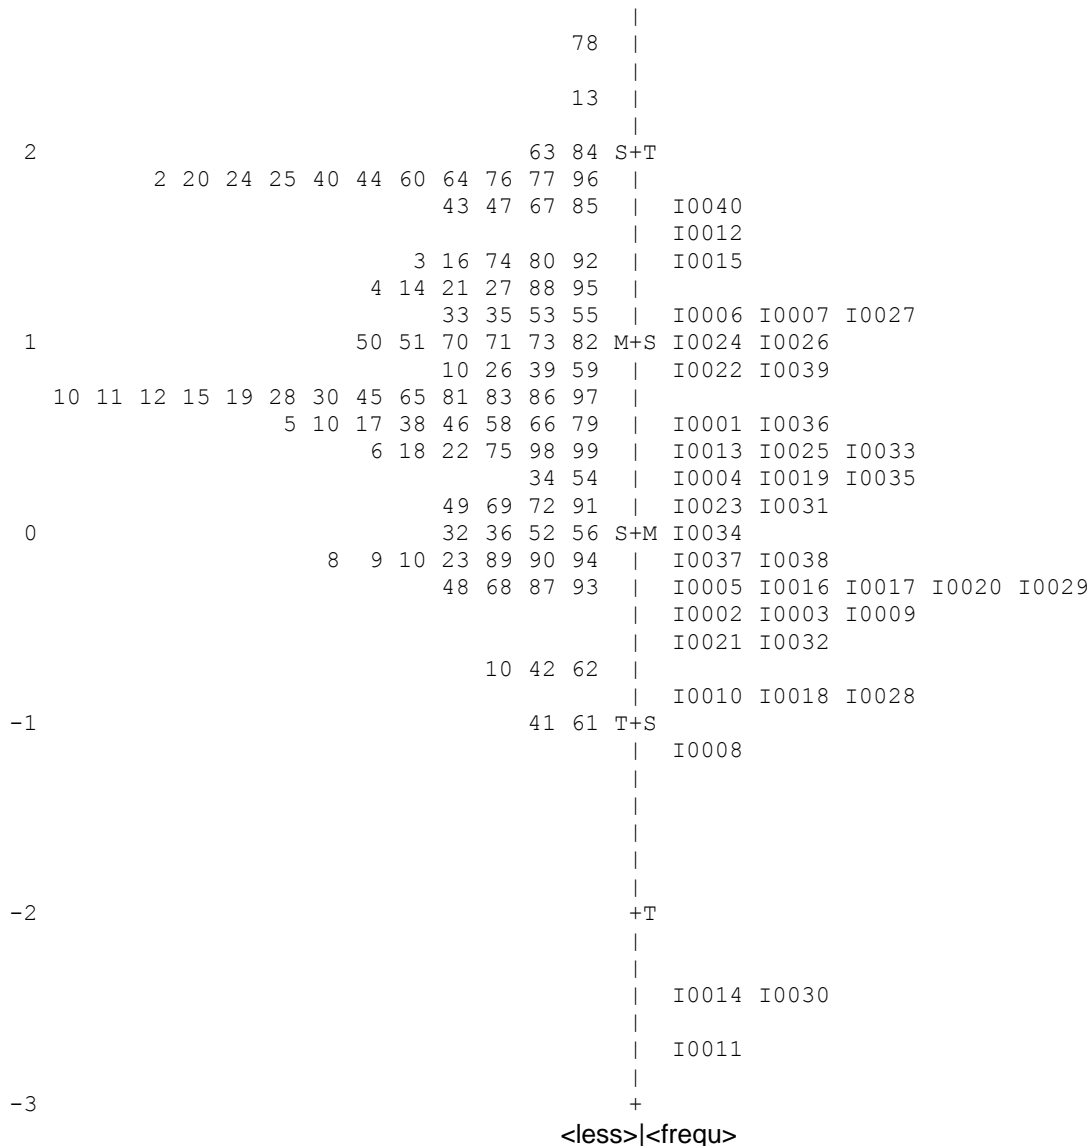 |
78 |
|
13 |
|
2 63 84 S+T
2 20 24 25 40 44 60 64 76 77 96 |
43 47 67 85 | I0040
| I0012
3 16 74 80 92 | I0015
4 14 21 27 88 95 |
33 35 53 55 | I0006 I0007 I0027
1 50 51 70 71 73 82 M+S I0024 I0026
10 26 39 59 | I0022 I0039
10 11 12 15 19 28 30 45 65 81 83 86 97 |
5 10 17 38 46 58 66 79 | I0001 I0036
6 18 22 75 98 99 | I0013 I0025 I0033
34 54 | I0004 I0019 I0035
49 69 72 91 | I0023 I0031
0 32 36 52 56 S+M I0034
8 9 10 23 89 90 94 | I0037 I0038
48 68 87 93 | I0005 I0016 I0017 I0020 I0029
| I0002 I0003 I0009
| I0021 I0032
10 42 62 |
| I0010 I0018 I0028
-1 41 61 T+S
| I0008
|
|
|
|
|
-2 +T
|
|
| I0014 I0030
|
| I0011
|
-3 +
<less>|<frequ>